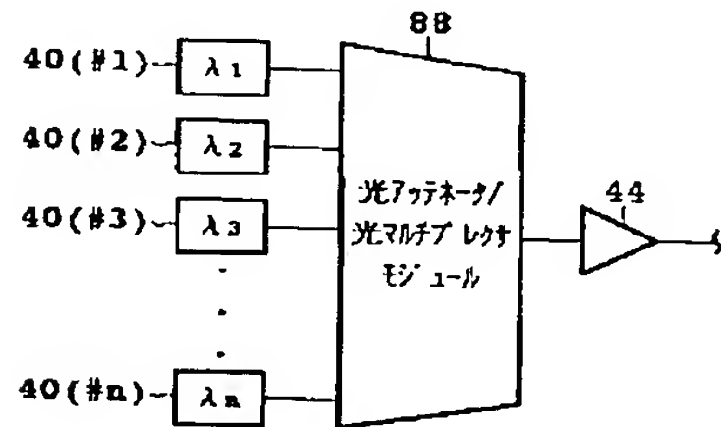 88
40(#1) λ1
40(#2) λ2
40(#3) λ3
40(#n) λn
光アッテネータ/
光マルチプレクサ
モジュール
44